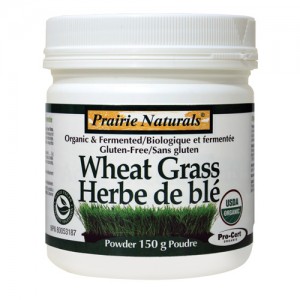 Prairie Naturals
Organic & Fermented/Biologique et fermentée
Gluten-Free/Sans gluten
Wheat Grass
Herbe de blé
USDA
ORGANIC
Pro-Cert
Powder 150 g Poudre